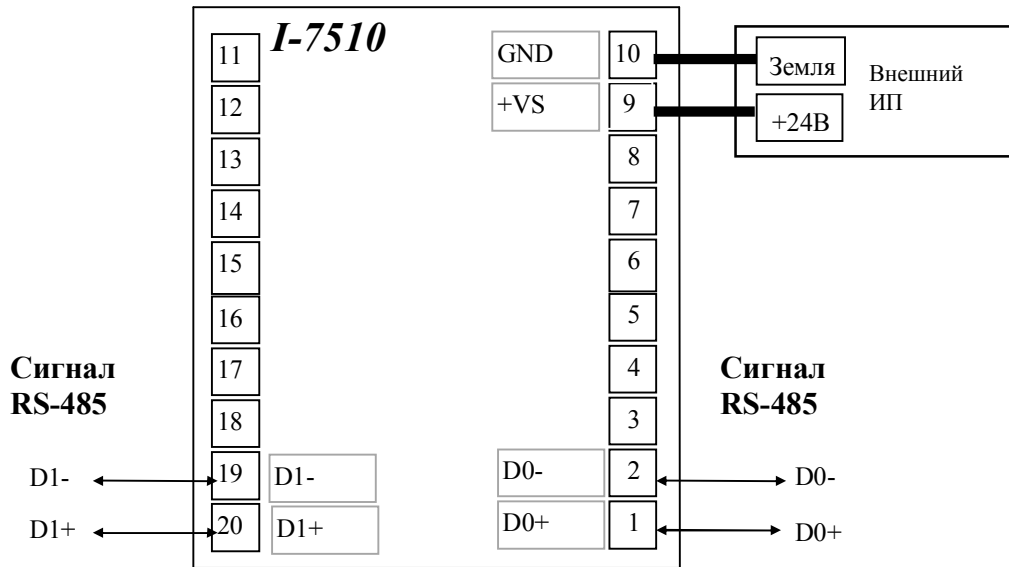 I-7510
11
12
13
14
15
16
17
18
19
20
D1-
D1+
GND
+VS
D0-
D0+
10
9
8
7
6
5
4
3
2
1
Земля
+24В
Внешний
ИП
Сигнал
RS-485
D1-
D1+
Сигнал
RS-485
D0-
D0+